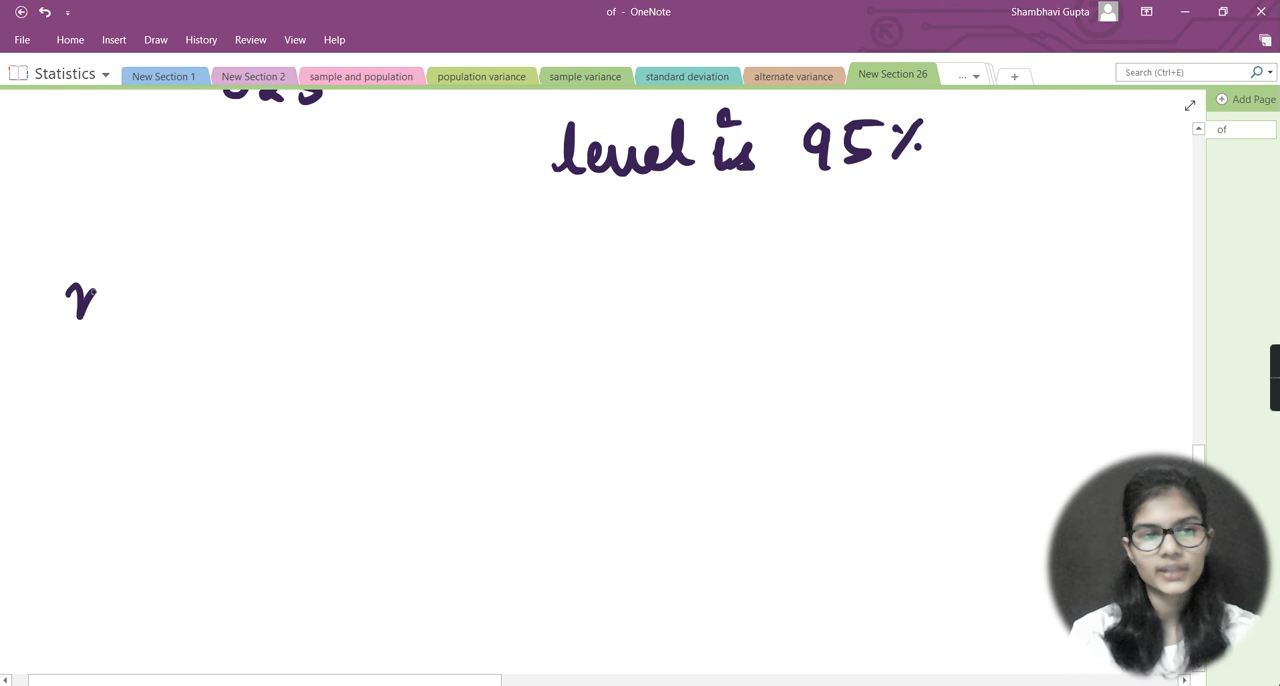 of - OneNote
Shambhavi Gupta
File Home Insert Draw History Review View Help
Statistics New Section 1 New Section 2 sample and population population variance sample variance standard deviation alternate variance New Section 26 ... + Search (Ctrl+E)
Add Page
of
level is 95%